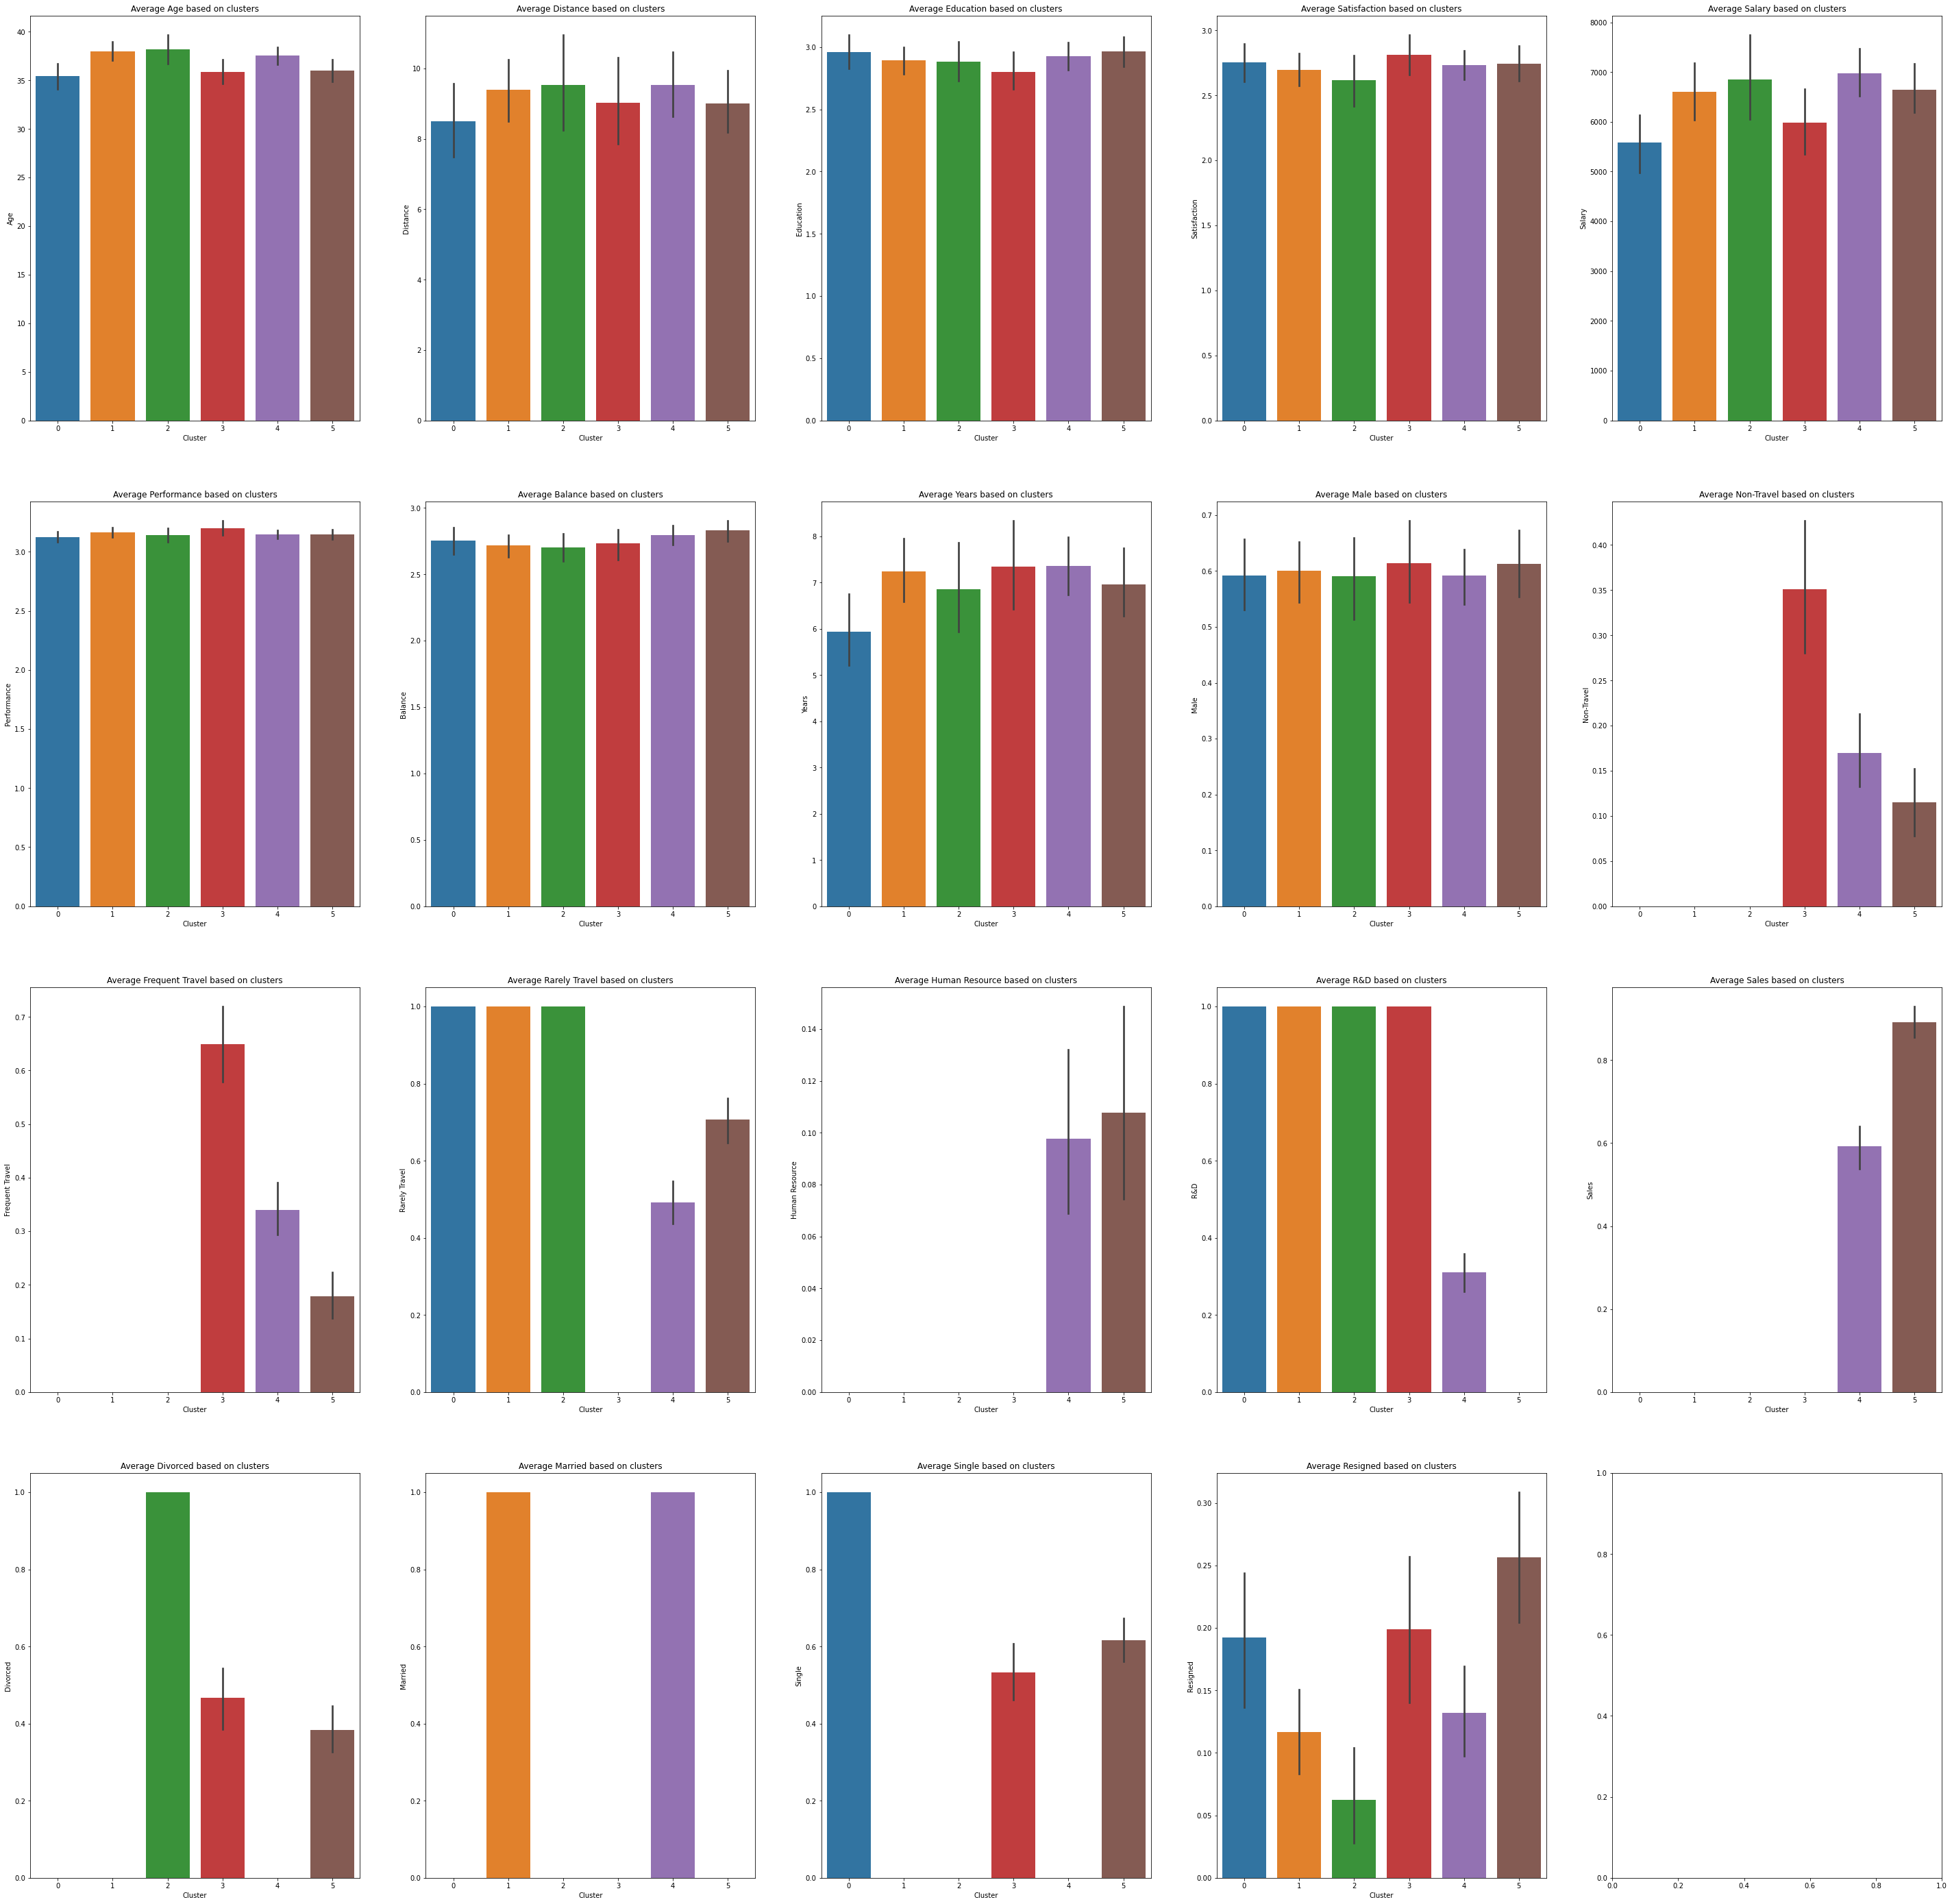 Average Age based on clusters
40
35
30
25
20
15
10
5
0
Age
0 1 2 3 4 5
Cluster
Average Distance based on clusters
10
8
6
4
2
0
Distance
0 1 2 3 4 5
Cluster
Average Education based on clusters
3.0
2.5
2.0
1.5
1.0
0.5
0.0
Education
0 1 2 3 4 5
Cluster
Average Satisfaction based on clusters
3.0
2.5
2.0
1.5
1.0
0.5
0.0
Satisfaction
0 1 2 3 4 5
Cluster
Average Salary based on clusters
8000
7000
6000
5000
4000
3000
2000
1000
0
Salary
0 1 2 3 4 5
Cluster
Average Performance based on clusters
3.0
2.5
2.0
1.5
1.0
0.5
0.0
Performance
0 1 2 3 4 5
Cluster
Average Balance based on clusters
3.0
2.5
2.0
1.5
1.0
0.5
0.0
Balance
0 1 2 3 4 5
Cluster
Average Years based on clusters
8
7
6
5
4
3
2
1
0
Years
0 1 2 3 4 5
Cluster
Average Male based on clusters
0.7
0.6
0.5
0.4
0.3
0.2
0.1
0.0
Male
0 1 2 3 4 5
Cluster
Average Non-Travel based on clusters
0.40
0.35
0.30
0.25
0.20
0.15
0.10
0.05
0.00
Non-Travel
0 1 2 3 4 5
Cluster
Average Frequent Travel based on clusters
0.7
0.6
0.5
0.4
0.3
0.2
0.1
0.0
Frequent Travel
0 1 2 3 4 5
Cluster
Average Rarely Travel based on clusters
1.0
0.8
0.6
0.4
0.2
0.0
Rarely Travel
0 1 2 3 4 5
Cluster
Average Human Resource based on clusters
0.14
0.12
0.10
0.08
0.06
0.04
0.02
0.00
Human Resource
0 1 2 3 4 5
Cluster
Average R&D based on clusters
1.0
0.8
0.6
0.4
0.2
0.0
R&D
0 1 2 3 4 5
Cluster
Average Sales based on clusters
0.8
0.6
0.4
0.2
0.0
Sales
0 1 2 3 4 5
Cluster
Average Divorced based on clusters
1.0
0.8
0.6
0.4
0.2
0.0
Divorced
0 1 2 3 4 5
Cluster
Average Married based on clusters
1.0
0.8
0.6
0.4
0.2
0.0
Married
0 1 2 3 4 5
Cluster
Average Single based on clusters
1.0
0.8
0.6
0.4
0.2
0.0
Single
0 1 2 3 4 5
Cluster
Average Resigned based on clusters
0.30
0.25
0.20
0.15
0.10
0.05
0.00
Resigned
0 1 2 3 4 5
Cluster
1.0
0.8
0.6
0.4
0.2
0.0
0.0 0.2 0.4 0.6 0.8 1.0